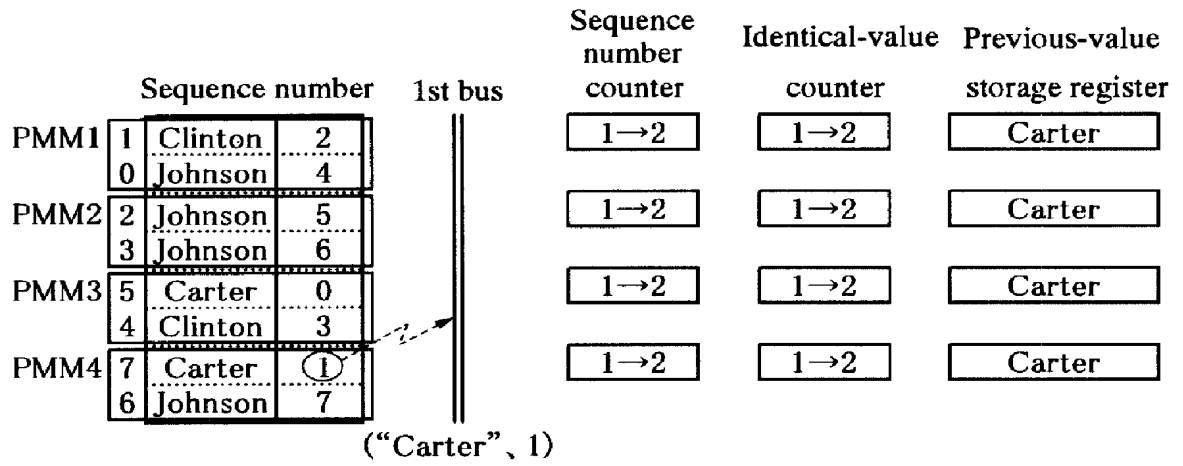 Sequence number counter
Identical-value counter
Previous-value storage register
Sequence number
1st bus
PMM1 1 Clinton 2 1→2 1→2 Carter
0 Johnson 4
PMM2 2 Johnson 5 1→2 1→2 Carter
3 Johnson 6
PMM3 5 Carter 0 1→2 1→2 Carter
4 Clinton 3
PMM4 7 Carter 1 1→2 1→2 Carter
6 Johnson 7
(“Carter”、1)